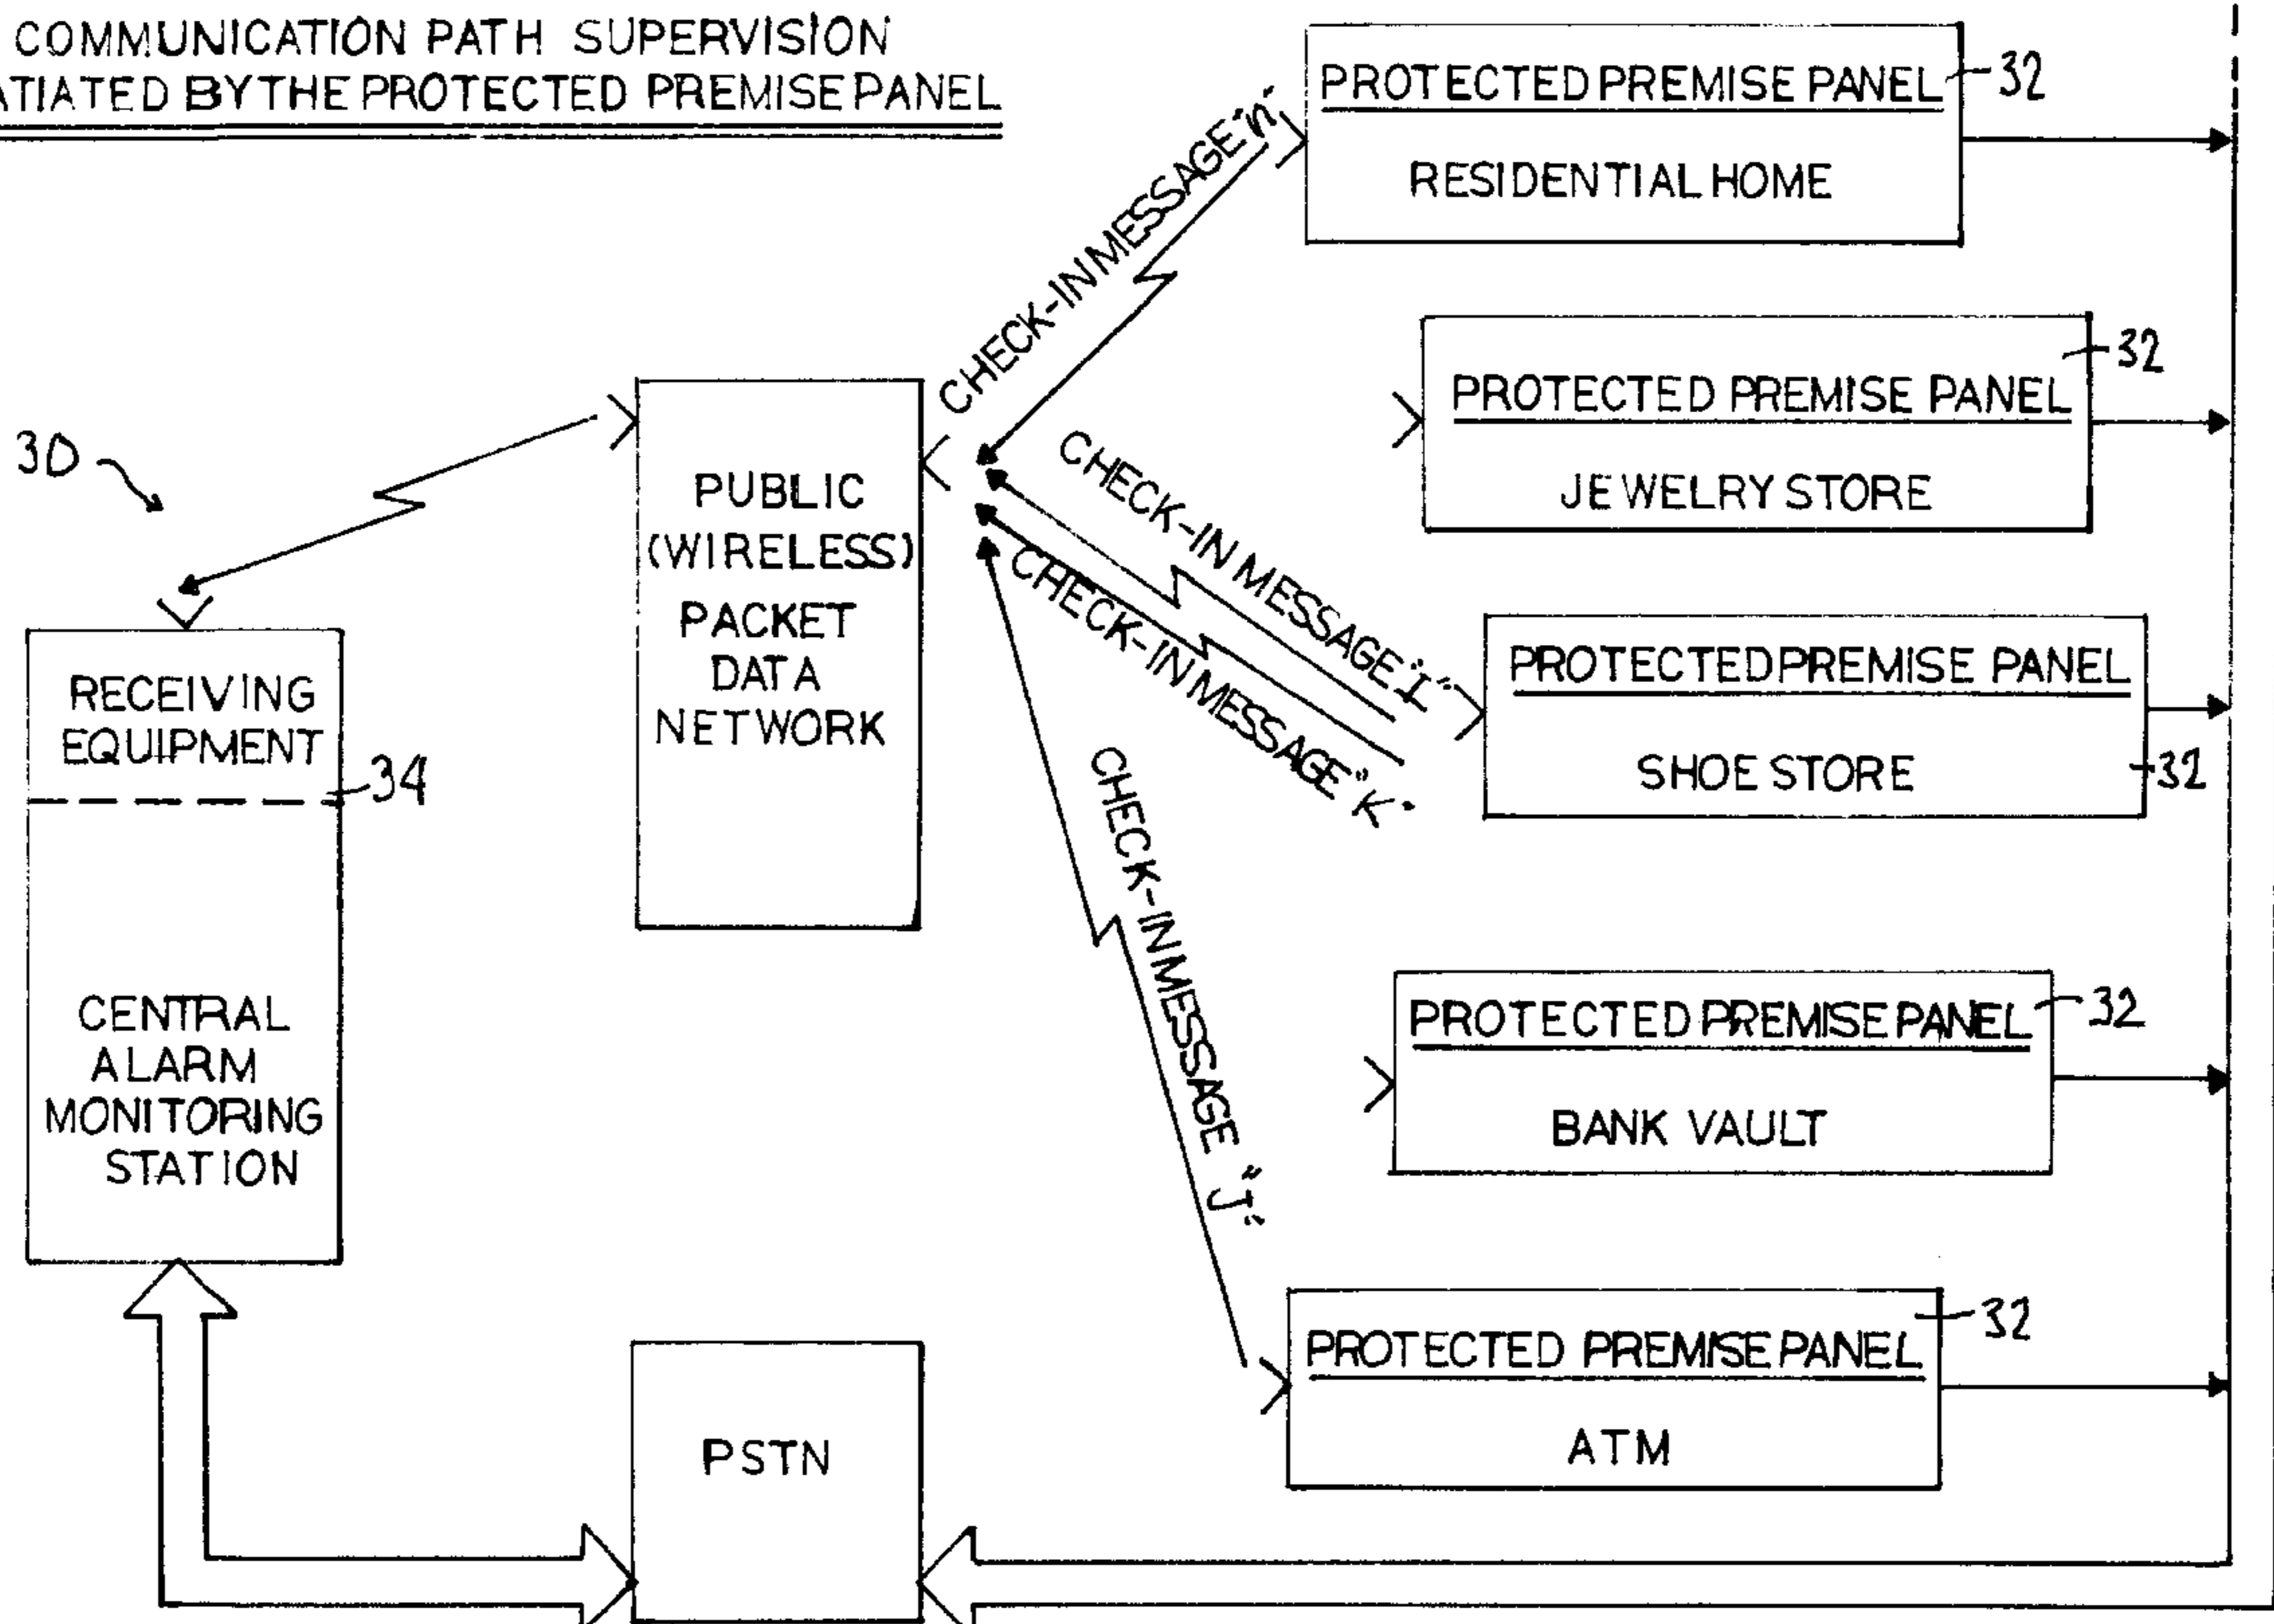 COMMUNICATION PATH SUPERVISION
ATIATED BY THE PROTECTED PREMISE PANEL
30
RECEIVING
EQUIPMENT
34
CENTRAL
ALARM
MONITORING
STATION
PUBLIC
(WIRELESS)
PACKET
DATA
NETWORK
PSTN
CHECK-IN MESSAGE "n"
CHECK-IN MESSAGE "I"
CHECK-IN MESSAGE "K"
CHECK-IN MESSAGE "J"
PROTECTED PREMISE PANEL 32
RESIDENTIAL HOME
PROTECTED PREMISE PANEL 32
JEWELRY STORE
PROTECTED PREMISE PANEL
SHOE STORE 32
PROTECTED PREMISE PANEL 32
BANK VAULT
PROTECTED PREMISE PANEL 32
ATM